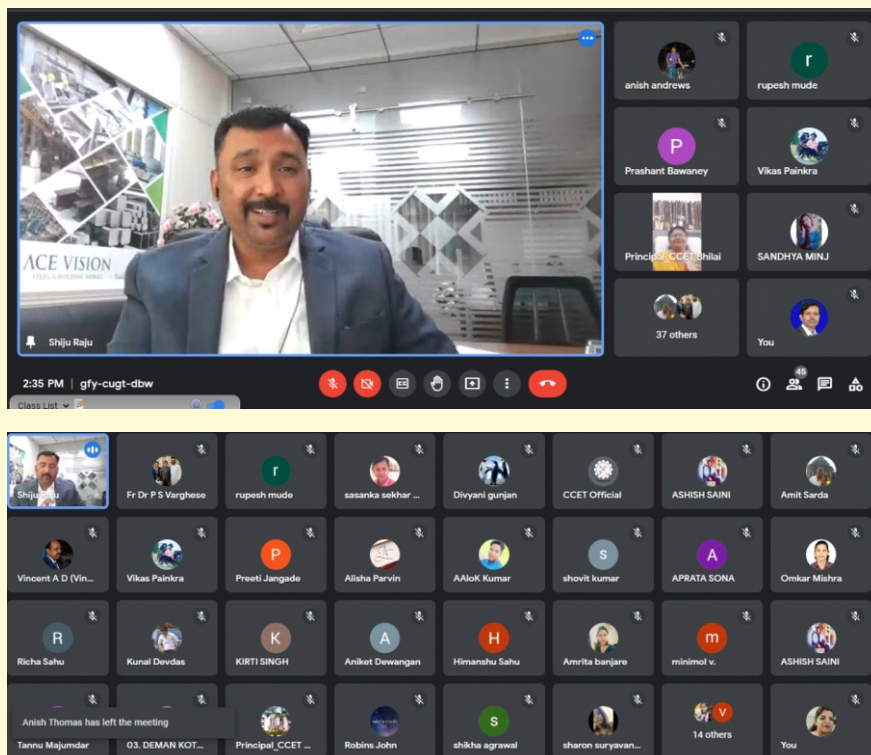 ACE VISION
STEEL & BUILDING WORKS
Shiju Raju
anish andrews
r
rupesh mude
P
Prashant Bawaney
Vikas Painkra
Principal_CCET Bhilai
SANDHYA MINJ
37 others
You
2:35 PM | gfy-cugt-dbw
CC
45
Class List
Shiju Raju
Fr Dr P S Varghese
r
rupesh mude
sasanka sekhar ...
Divyani gunjan
CCET Official
ASHISH SAINI
Amit Sarda
Vincent A D (Vin...
Vikas Painkra
P
Preeti Jangade
Alisha Parvin
AAloK Kumar
s
shovit kumar
A
APRATA SONA
Omkar Mishra
R
Richa Sahu
Kunal Devdas
K
KIRTI SINGH
A
Aniket Dewangan
H
Himanshu Sahu
Amrita banjare
m
minimol v.
ASHISH SAINI
Anish Thomas has left the meeting
Tannu Majumdar
03. DEMAN KOT...
Principal_CCET ...
Robins John
s
shikha agrawal
sharon suryavan...
V
14 others
You